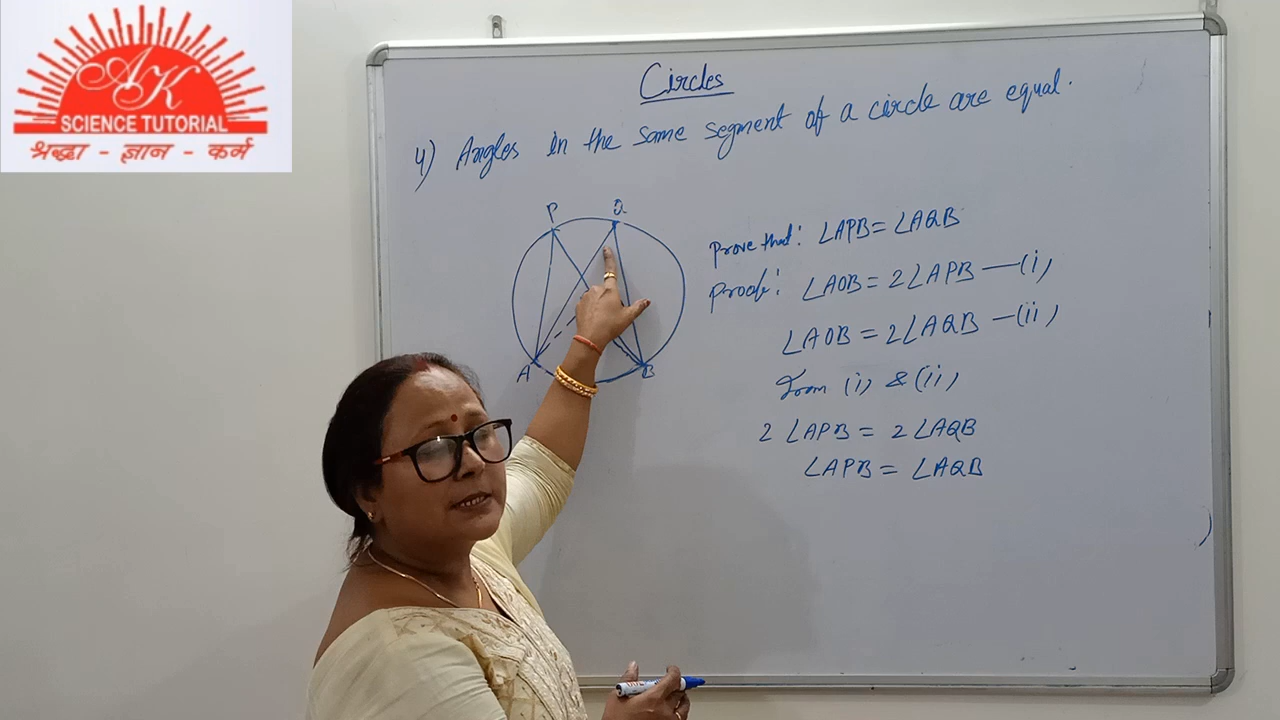 AK
SCIENCE TUTORIAL
श्रद्धा - ज्ञान - कर्म
Circles
4) Angles in the same segment of a circle are equal.
P Q
A B
Prove that: ∠APB = ∠AQB
Proof: ∠AOB = 2∠APB —(i)
∠AOB = 2∠AQB —(ii)
From (i) & (ii)
2 ∠APB = 2 ∠AQB
∠APB = ∠AQB